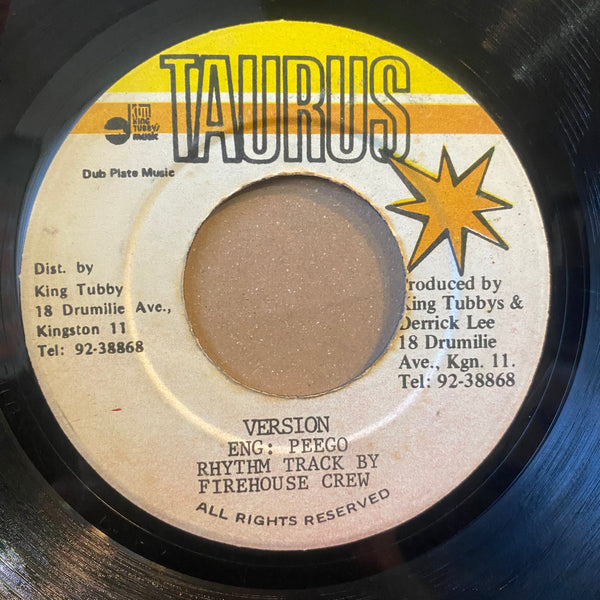 TAURUS
KTM
KING
TUBBY'S
music
Dub Plate Music
Dist. by
King Tubby
18 Drumilie Ave.,
Kingston 11
Tel: 92-38868
Produced by
King Tubbys &
Derrick Lee
18 Drumilie
Ave., Kgn. 11.
Tel: 92-38868
VERSION
ENG: PEEGO
RHYTHM TRACK BY
FIREHOUSE CREW
ALL RIGHTS RESERVED